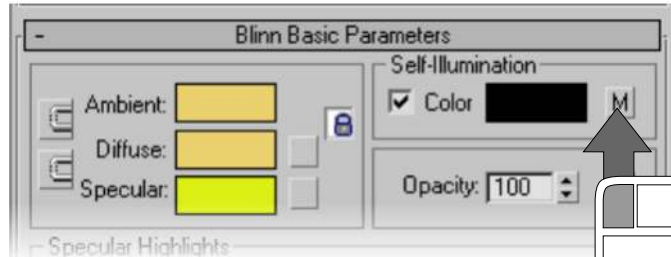 - Blinn Basic Parameters
Self-Illumination
Ambient:
Color M
Diffuse:
Specular:
Opacity: 100
Specular Highlights